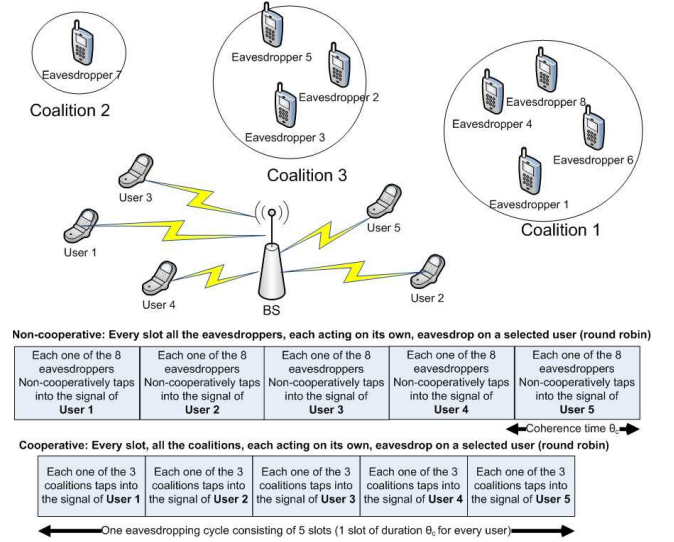 Eavesdropper 7
Coalition 2
Eavesdropper 5
Eavesdropper 2
Eavesdropper 3
Coalition 3
Eavesdropper 8
Eavesdropper 4
Eavesdropper 6
Eavesdropper 1
Coalition 1
User 3
User 1
User 4
BS
User 5
User 2
Non-cooperative: Every slot all the eavesdroppers, each acting on its own, eavesdrop on a selected user (round robin)
Each one of the 8
eavesdroppers
Non-cooperatively taps
into the signal of
User 1
Each one of the 8
eavesdroppers
Non-cooperatively taps
into the signal of
User 2
Each one of the 8
eavesdroppers
Non-cooperatively taps
into the signal of
User 3
Each one of the 8
eavesdroppers
Non-cooperatively taps
into the signal of
User 4
Each one of the 8
eavesdroppers
Non-cooperatively taps
into the signal of
User 5
Coherence time θc
Cooperative: Every slot, all the coalitions, each acting on its own, eavesdrop on a selected user (round robin)
Each one of the 3
coalitions taps into
the signal of User 1
Each one of the 3
coalitions taps into
the signal of User 2
Each one of the 3
coalitions taps into
the signal of User 3
Each one of the 3
coalitions taps into
the signal of User 4
Each one of the 3
coalitions taps into
the signal of User 5
One eavesdropping cycle consisting of 5 slots (1 slot of duration θc for every user)